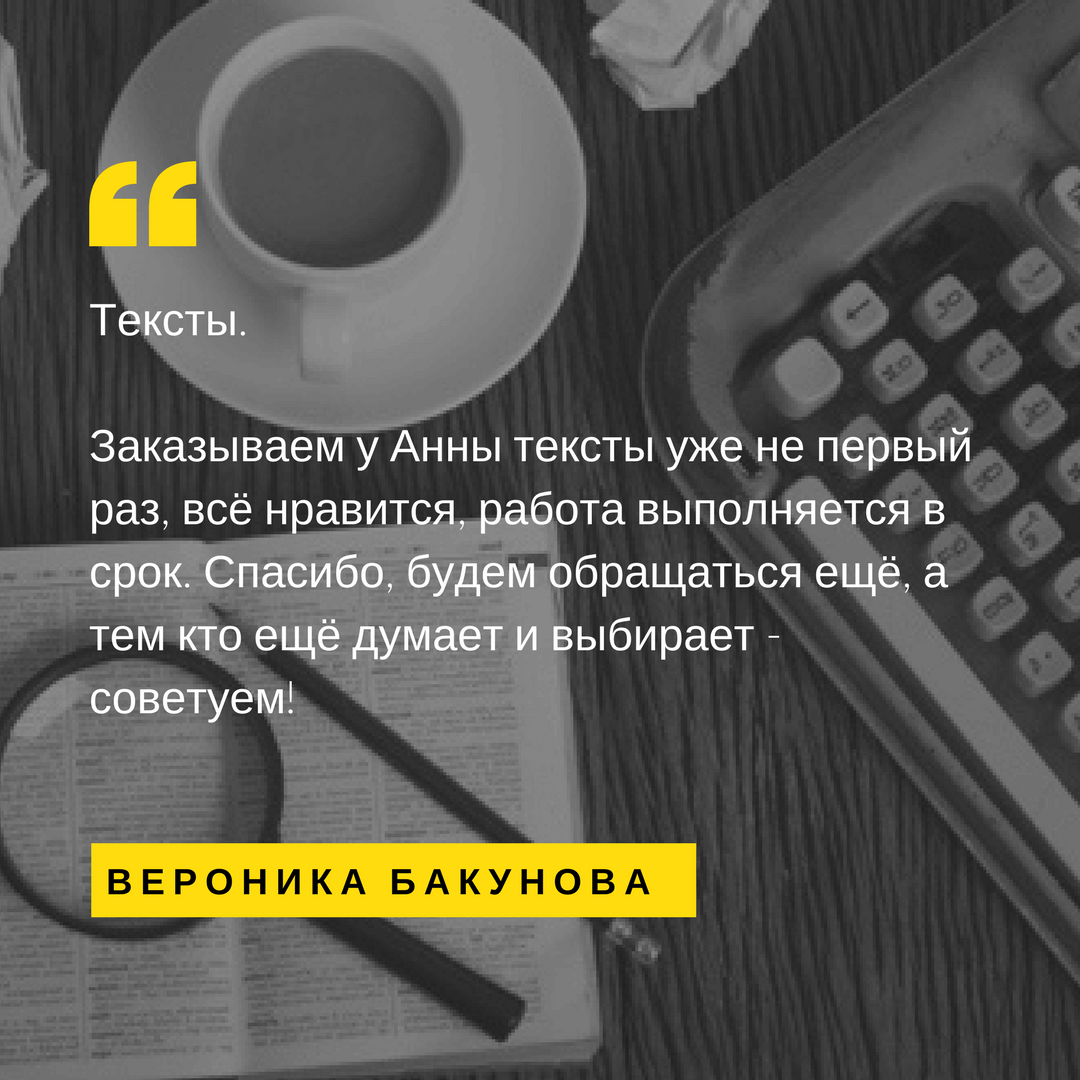 Тексты.
Заказываем у Анны тексты уже не первый
раз, всё нравится, работа выполняется в
срок. Спасибо, будем обращаться ещё, а
тем кто ещё думает и выбирает -
советуем!
ВЕРОНИКА БАКУНОВА